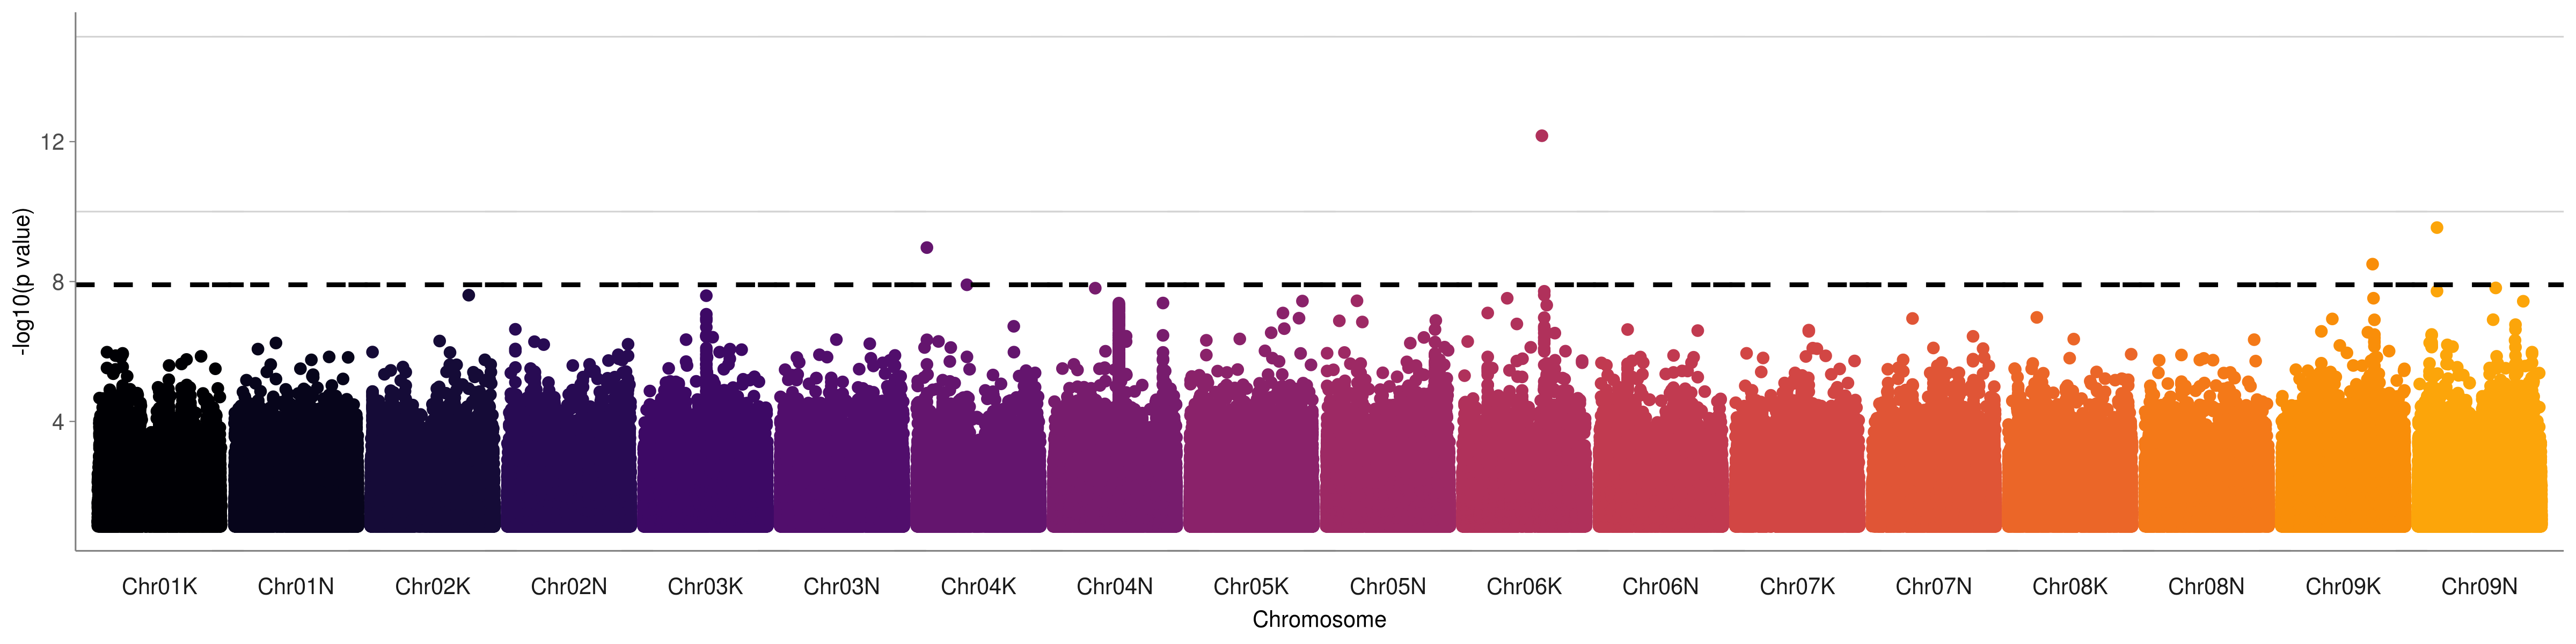 -log10(p value)
12
8
4
Chr01K Chr01N Chr02K Chr02N Chr03K Chr03N Chr04K Chr04N Chr05K Chr05N Chr06K Chr06N Chr07K Chr07N Chr08K Chr08N Chr09K Chr09N
Chromosome